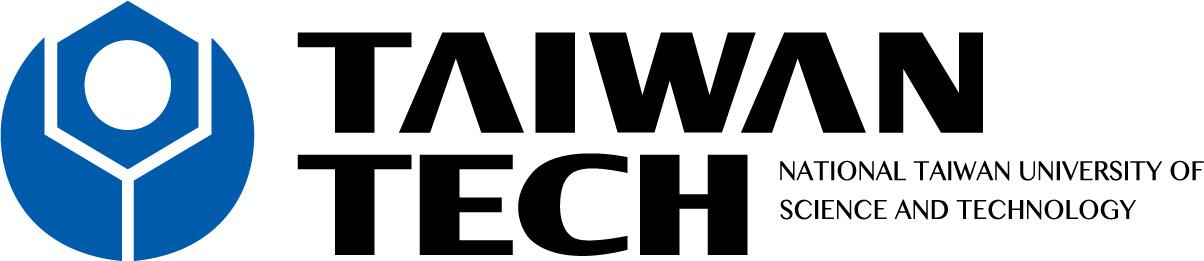 TAIWAN
TECH
NATIONAL TAIWAN UNIVERSITY OF
SCIENCE AND TECHNOLOGY